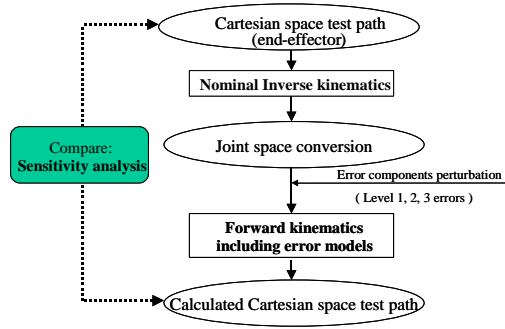 Cartesian space test path
(end-effector)
Nominal Inverse kinematics
Compare:
Sensitivity analysis
Joint space conversion
Error components perturbation
( Level 1, 2, 3 errors )
Forward kinematics
including error models
Calculated Cartesian space test path